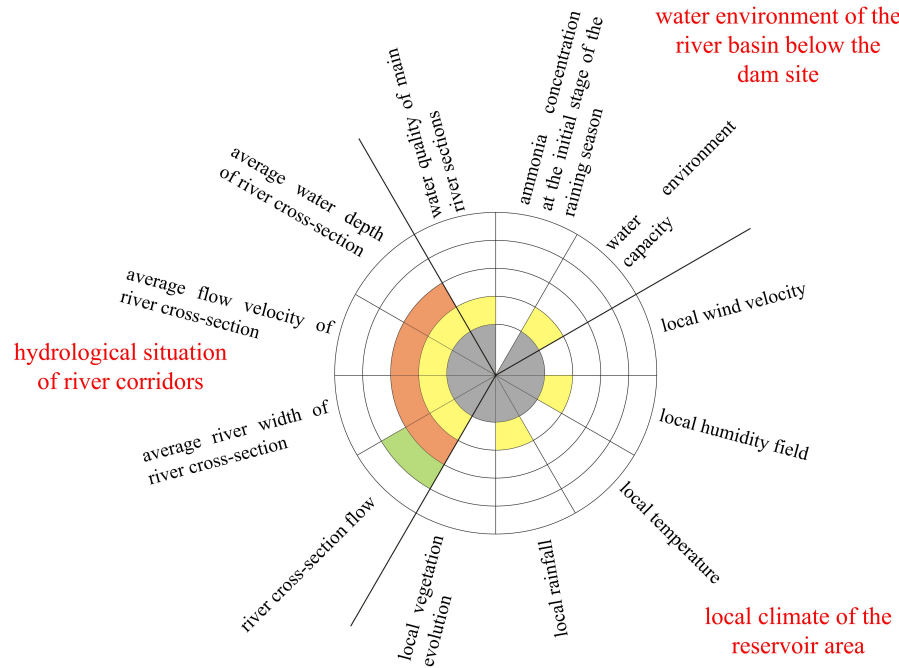 water environment of the
river basin below the
dam site
water quality of main
river sections
ammonia concentration
at the initial stage of the
raining season
water environment
capacity
average water depth
of river cross-section
average flow velocity of
river cross-section
local wind velocity
hydrological situation
of river corridors
average river width of
river cross-section
local humidity field
river cross-section flow
local temperature
local vegetation
evolution
local rainfall
local climate of the
reservoir area